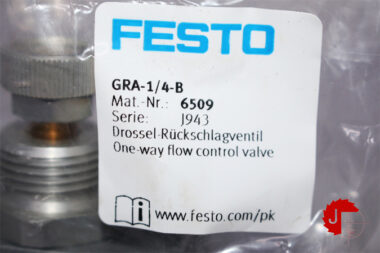 FESTO
GRA-1/4-B
Mat.-Nr.: 6509
Serie: J943
Drossel-Rückschlagventil
One-way flow control valve
www.festo.com/pk